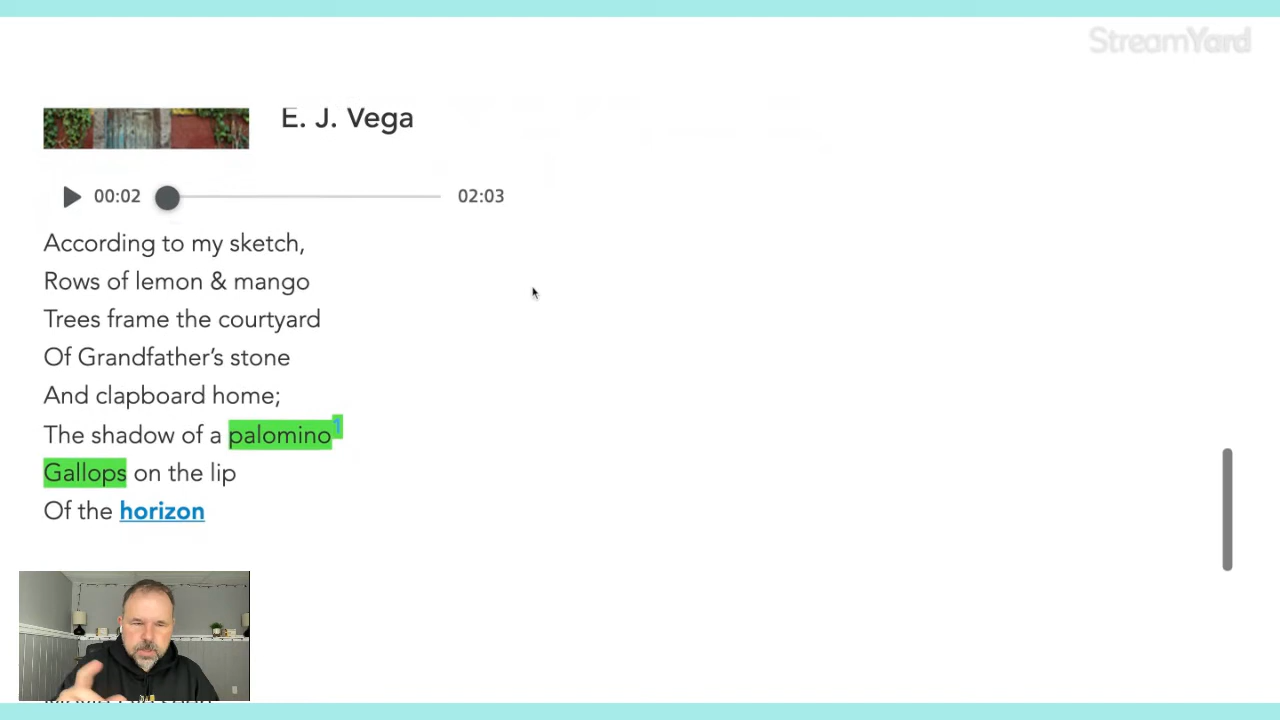 StreamYard
E. J. Vega
00:02 02:03
According to my sketch,
Rows of lemon & mango
Trees frame the courtyard
Of Grandfather's stone
And clapboard home;
The shadow of a palomino1
Gallops on the lip
Of the horizon